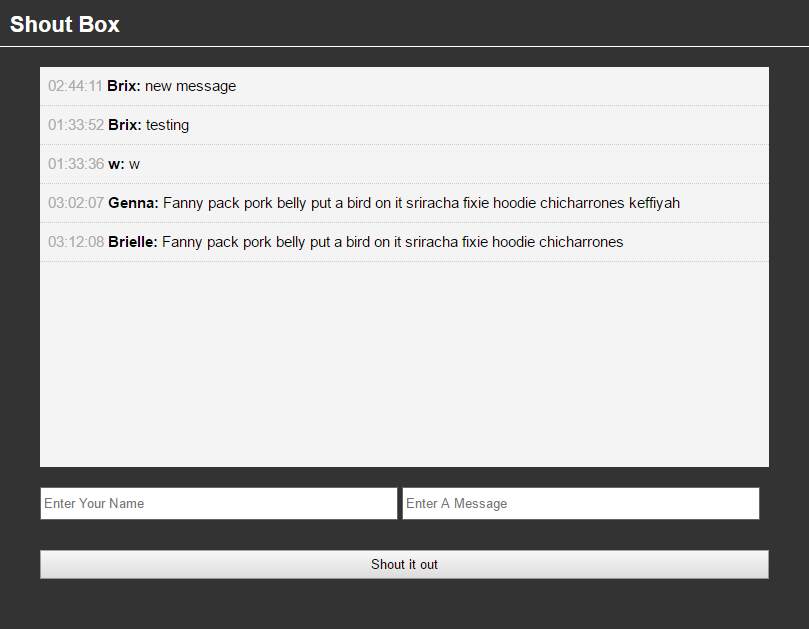 Shout Box
02:44:11 Brix: new message
01:33:52 Brix: testing
01:33:36 w: w
03:02:07 Genna: Fanny pack pork belly put a bird on it sriracha fixie hoodie chicharrones keffiyah
03:12:08 Brielle: Fanny pack pork belly put a bird on it sriracha fixie hoodie chicharrones
Enter Your Name Enter A Message
Shout it out